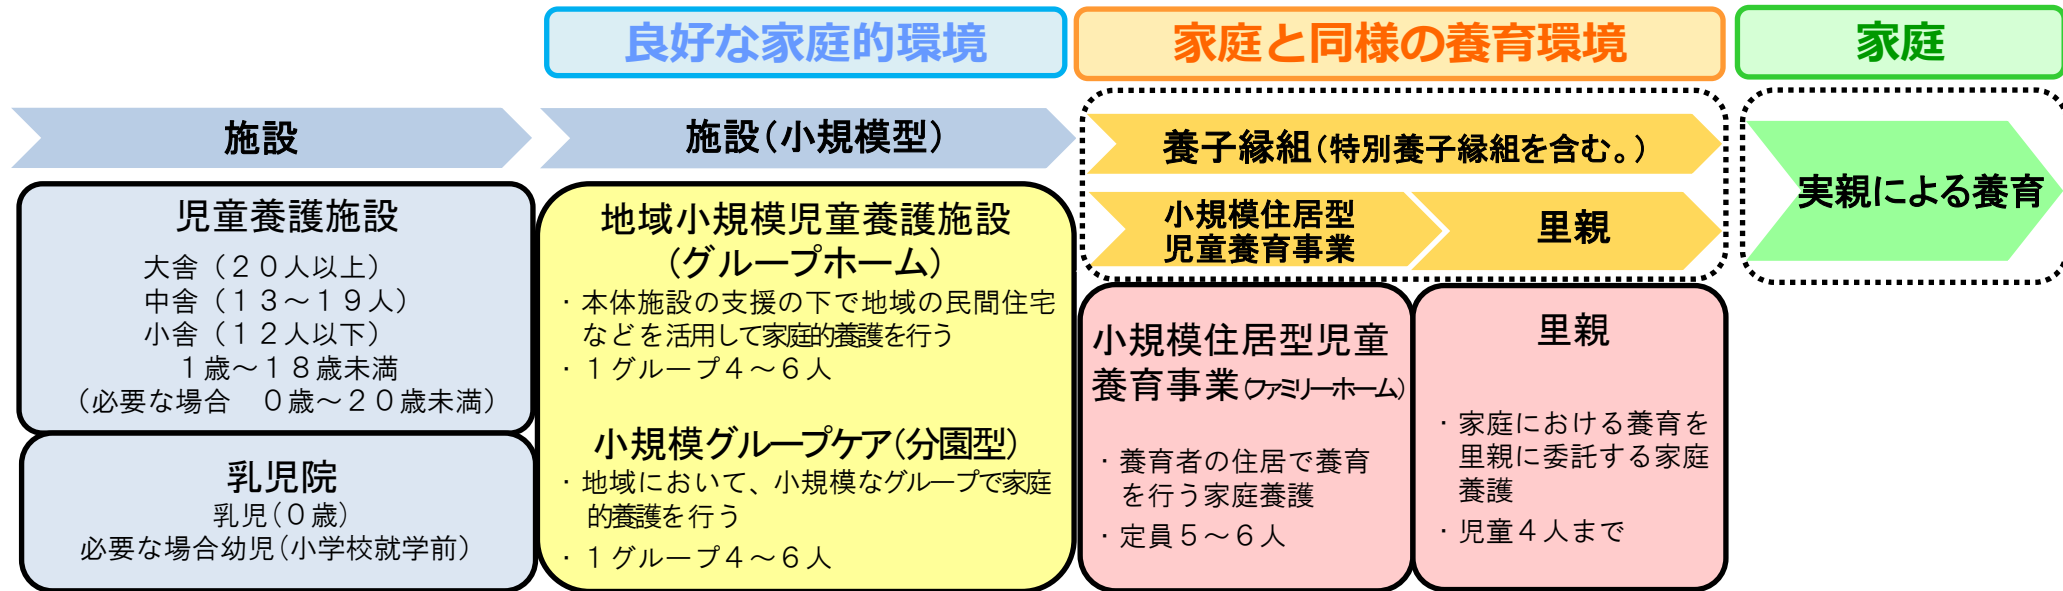 良好な家庭的環境
家庭と同様の養育環境
家庭
施設
施設(小規模型)
養子縁組(特別養子縁組を含む。)
小規模住居型
児童養育事業
里親
実親による養育
児童養護施設
大舎（２０人以上）
中舎（１３～１９人）
小舎（１２人以下）
１歳～１８歳未満
（必要な場合　０歳～２０歳未満）
乳児院
乳児(０歳)
必要な場合幼児(小学校就学前)
地域小規模児童養護施設
(グループホーム)
・本体施設の支援の下で地域の民間住宅
などを活用して家庭的養護を行う
・１グループ４～６人
小規模グループケア(分園型)
・地域において、小規模なグループで家庭
的養護を行う
・１グループ４～６人
小規模住居型児童
養育事業(ファミリーホーム)
・養育者の住居で養育
を行う家庭養護
・定員５～６人
里親
・家庭における養育を
里親に委託する家庭
養護
・児童４人まで